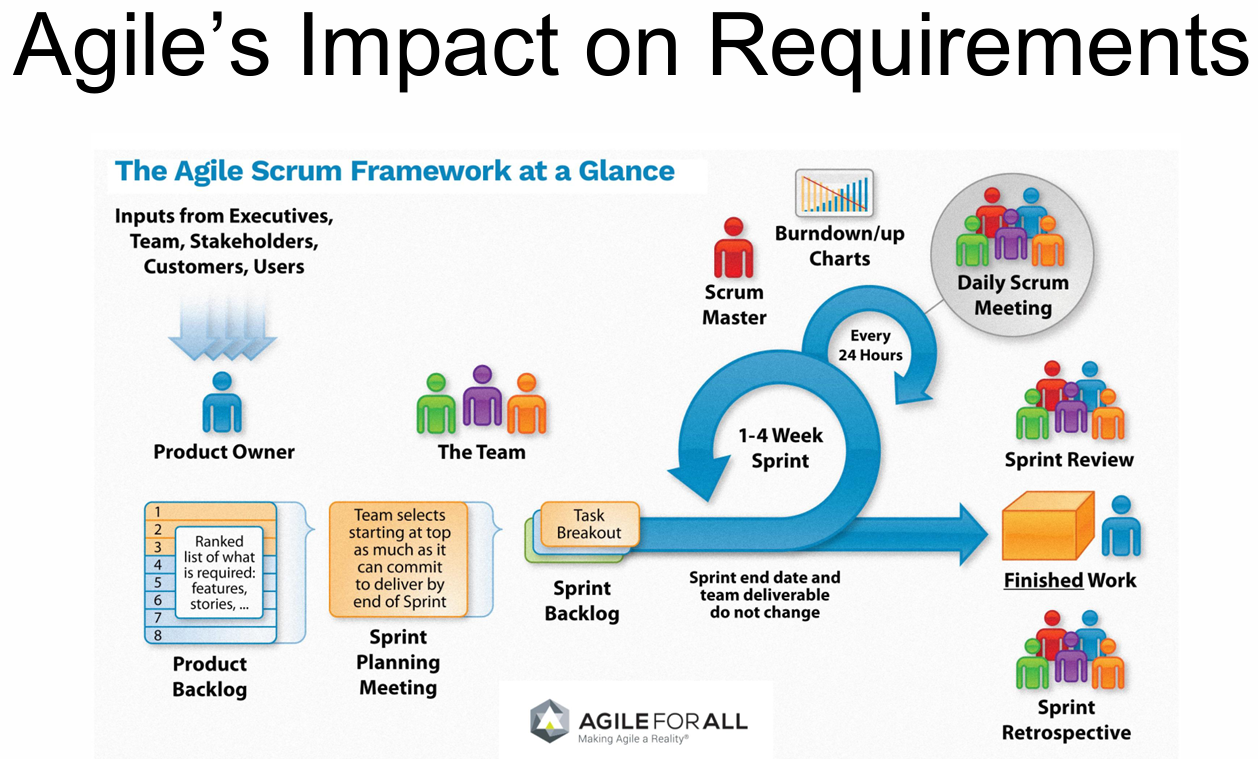 Agile’s Impact on Requirements
The Agile Scrum Framework at a Glance
Inputs from Executives,
Team, Stakeholders,
Customers, Users
Product Owner
The Team
Scrum
Master
Burndown/up
Charts
Daily Scrum
Meeting
Every
24 Hours
1-4 Week
Sprint
Sprint Review
1
2
3
4
5
6
7
8
Ranked
list of what
is required:
features,
stories, ...
Product
Backlog
Team selects
starting at top
as much as it
can commit
to deliver by
end of Sprint
Sprint
Planning
Meeting
Task
Breakout
Sprint
Backlog
Sprint end date and
team deliverable
do not change
Finished Work
Sprint
Retrospective
AGILE FOR ALL
Making Agile a Reality®